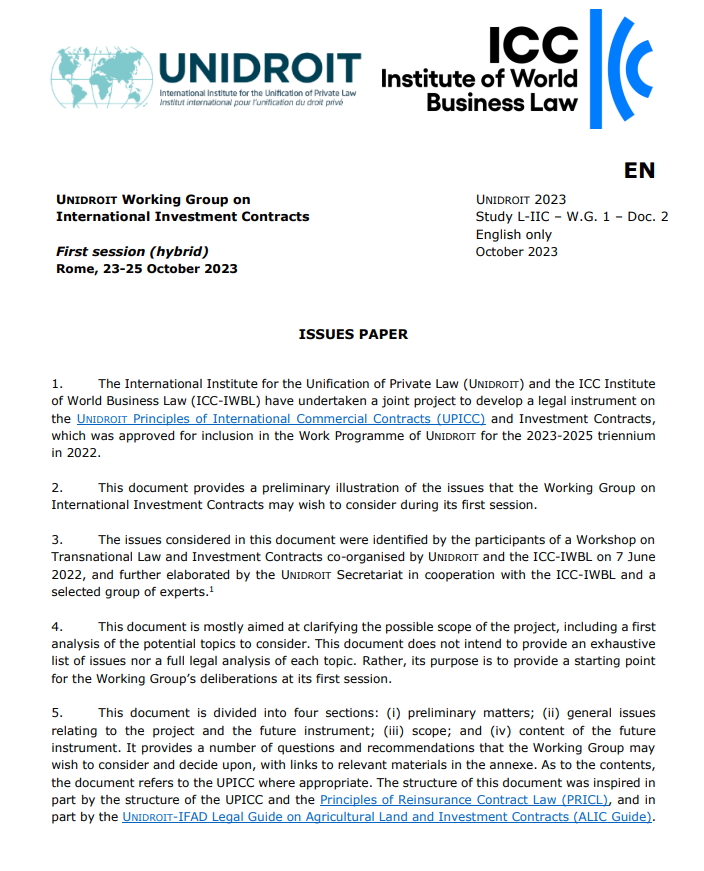 UNIDROIT
International Institute for the Unification of Private Law
Institut international pour l'unification du droit privé
ICC
Institute of World
Business Law
EN
UNIDROIT Working Group on
International Investment Contracts
First session (hybrid)
Rome, 23-25 October 2023
UNIDROIT 2023
Study L-IIC – W.G. 1 – Doc. 2
English only
October 2023
ISSUES PAPER
1. The International Institute for the Unification of Private Law (UNIDROIT) and the ICC Institute
of World Business Law (ICC-IWBL) have undertaken a joint project to develop a legal instrument on
the UNIDROIT Principles of International Commercial Contracts (UPICC) and Investment Contracts,
which was approved for inclusion in the Work Programme of UNIDROIT for the 2023-2025 triennium
in 2022.
2. This document provides a preliminary illustration of the issues that the Working Group on
International Investment Contracts may wish to consider during its first session.
3. The issues considered in this document were identified by the participants of a Workshop on
Transnational Law and Investment Contracts co-organised by UNIDROIT and the ICC-IWBL on 7 June
2022, and further elaborated by the UNIDROIT Secretariat in cooperation with the ICC-IWBL and a
selected group of experts.1
4. This document is mostly aimed at clarifying the possible scope of the project, including a first
analysis of the potential topics to consider. This document does not intend to provide an exhaustive
list of issues nor a full legal analysis of each topic. Rather, its purpose is to provide a starting point
for the Working Group's deliberations at its first session.
5. This document is divided into four sections: (i) preliminary matters; (ii) general issues
relating to the project and the future instrument; (iii) scope; and (iv) content of the future
instrument. It provides a number of questions and recommendations that the Working Group may
wish to consider and decide upon, with links to relevant materials in the annexe. As to the contents,
the document refers to the UPICC where appropriate. The structure of this document was inspired in
part by the structure of the UPICC and the Principles of Reinsurance Contract Law (PRICL), and in
part by the UNIDROIT-IFAD Legal Guide on Agricultural Land and Investment Contracts (ALIC Guide).